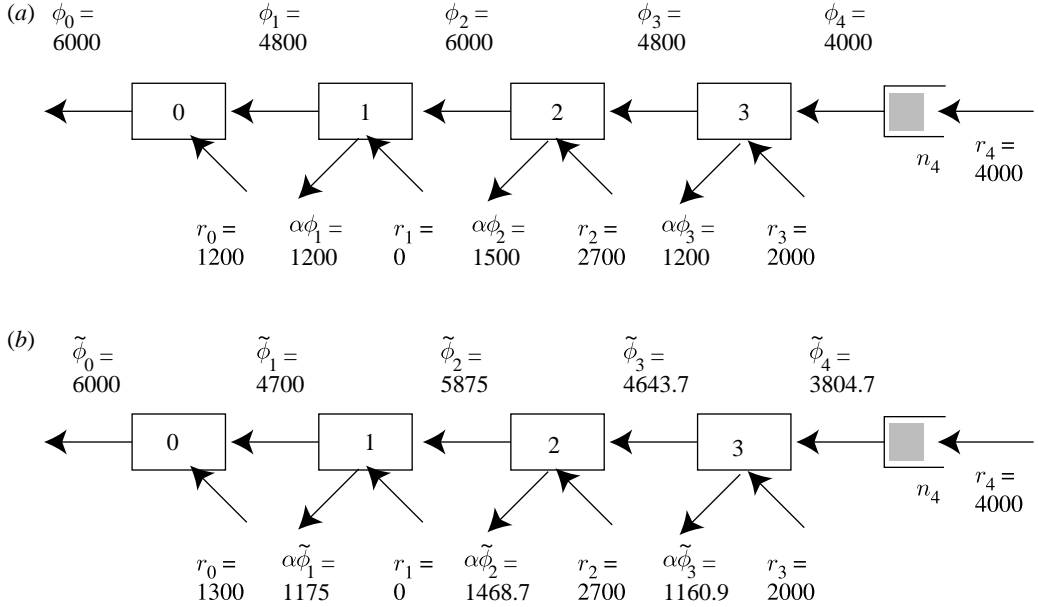 (a)
ϕ0 = 6000
ϕ1 = 4800
ϕ2 = 6000
ϕ3 = 4800
ϕ4 = 4000
0
1
2
3
n4
r4 = 4000
r0 = 1200
αϕ1 = 1200
r1 = 0
αϕ2 = 1500
r2 = 2700
αϕ3 = 1200
r3 = 2000
(b)
ϕ̃0 = 6000
ϕ̃1 = 4700
ϕ̃2 = 5875
ϕ̃3 = 4643.7
ϕ̃4 = 3804.7
0
1
2
3
n4
r4 = 4000
r0 = 1300
αϕ̃1 = 1175
r1 = 0
αϕ̃2 = 1468.7
r2 = 2700
αϕ̃3 = 1160.9
r3 = 2000